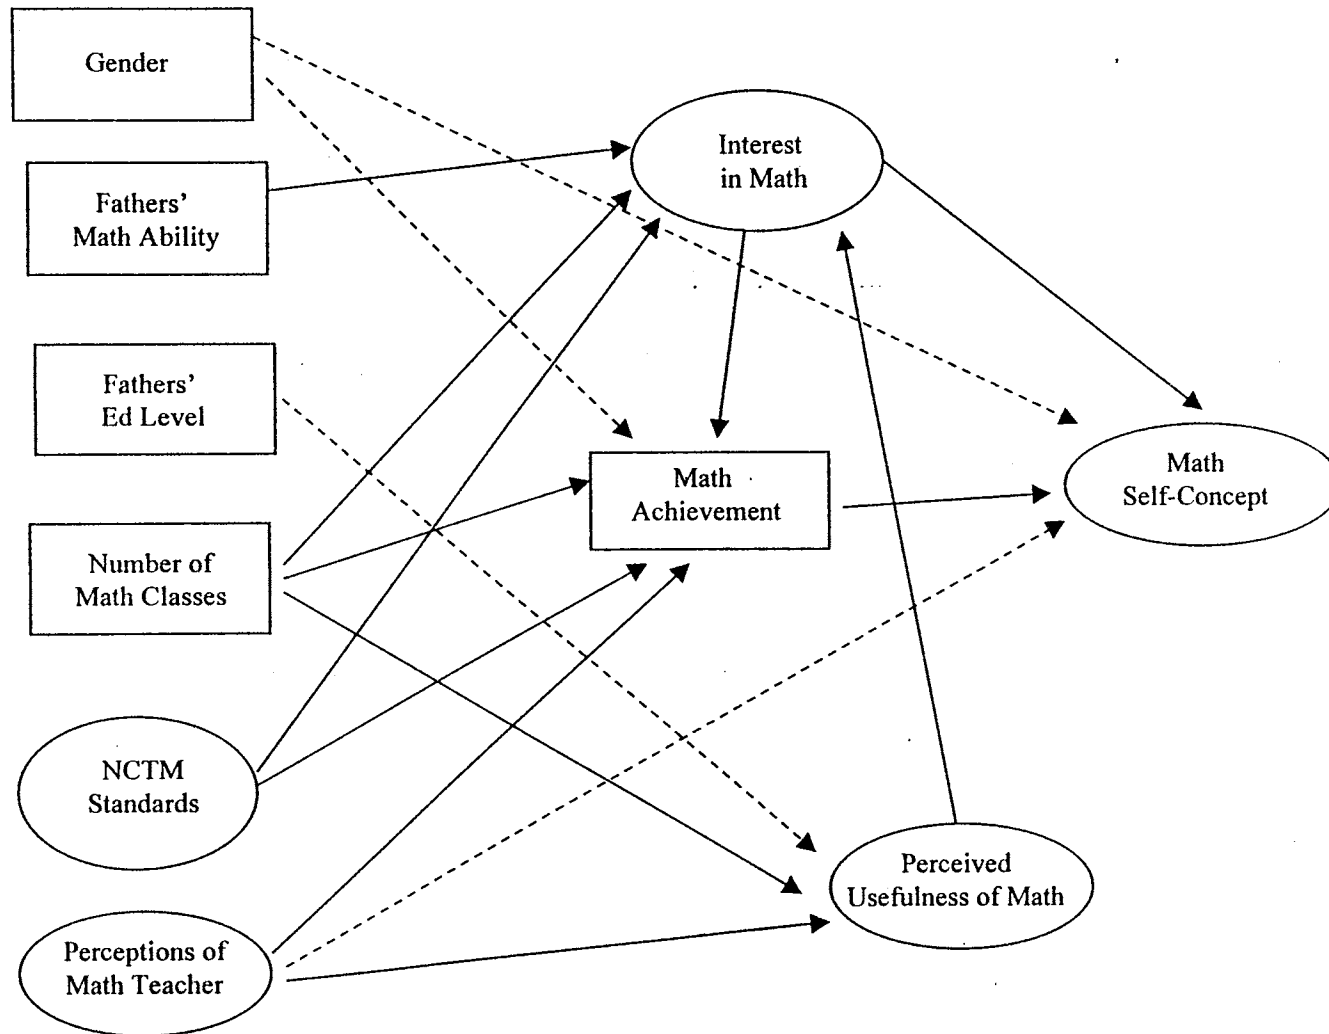 Gender
Fathers'
Math Ability
Fathers'
Ed Level
Number of
Math Classes
NCTM
Standards
Perceptions of
Math Teacher
Interest
in Math
Math
Achievement
Perceived
Usefulness of Math
Math
Self-Concept